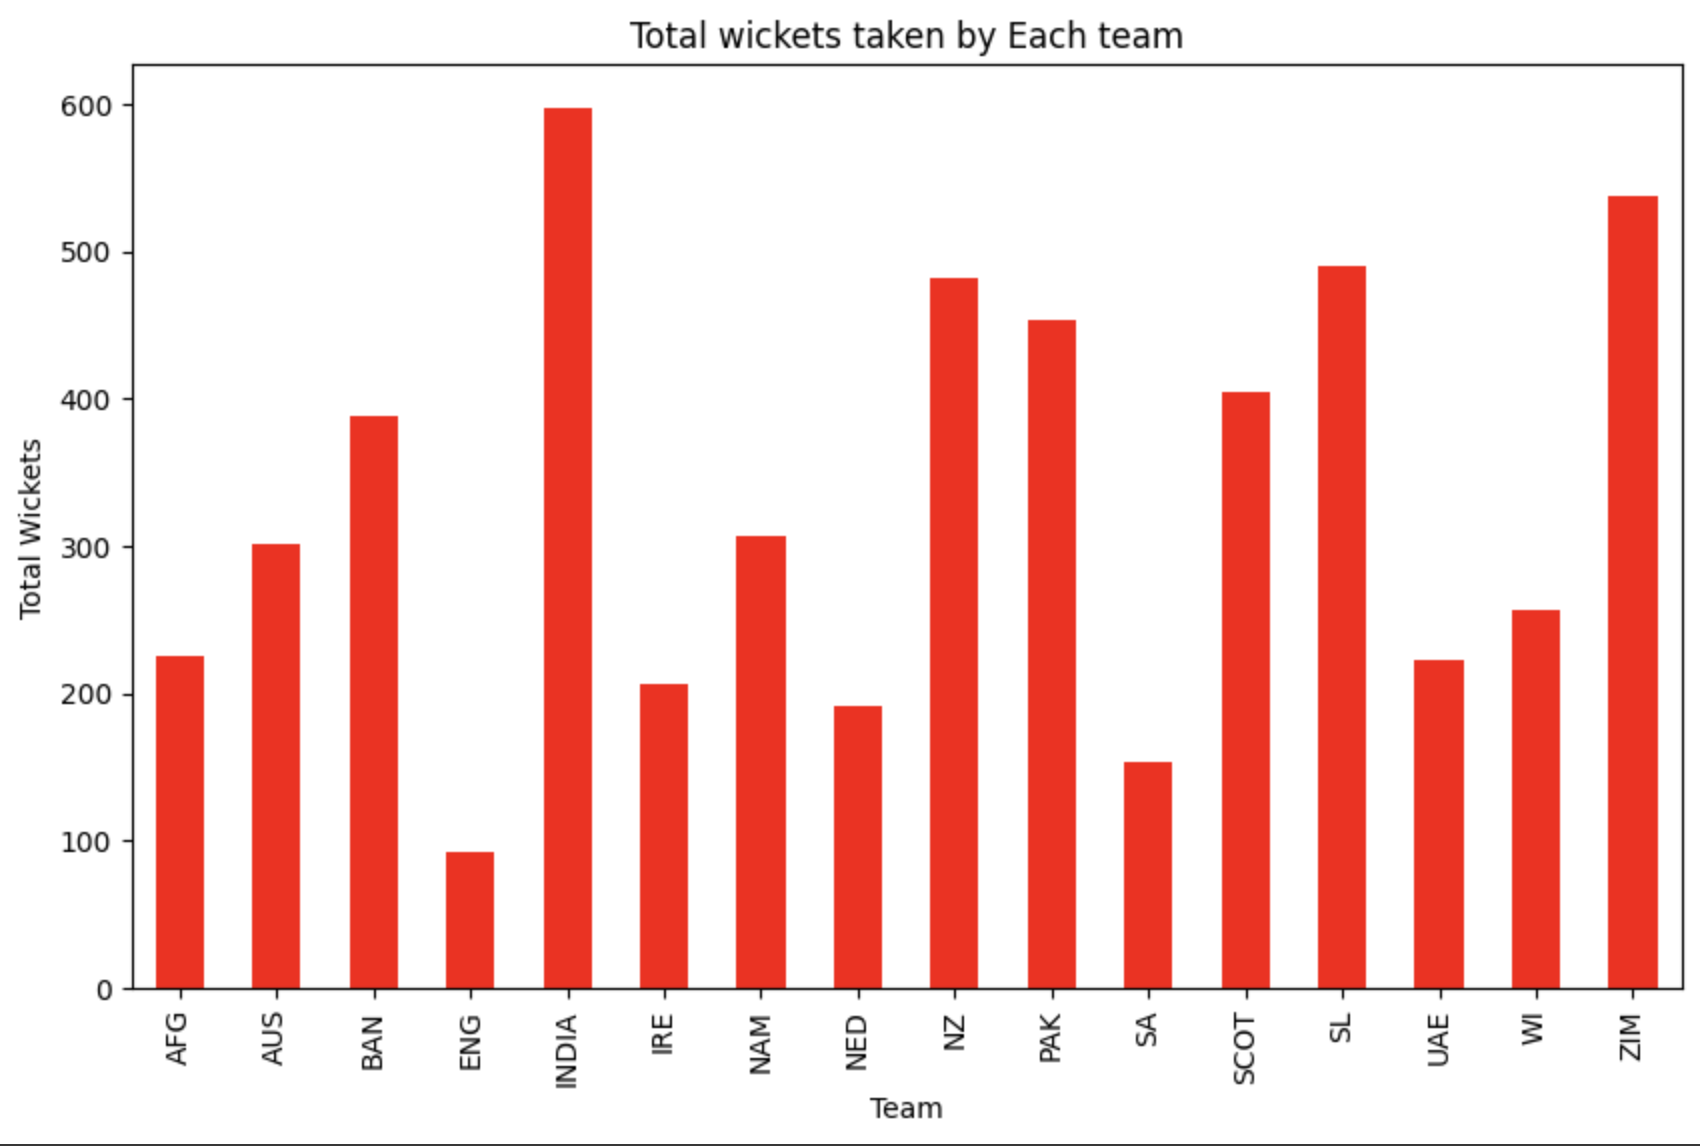 Total wickets taken by Each team
Total Wickets
600
500
400
300
200
100
0
AFG
AUS
BAN
ENG
INDIA
IRE
NAM
NED
NZ
PAK
SA
SCOT
SL
UAE
WI
ZIM
Team